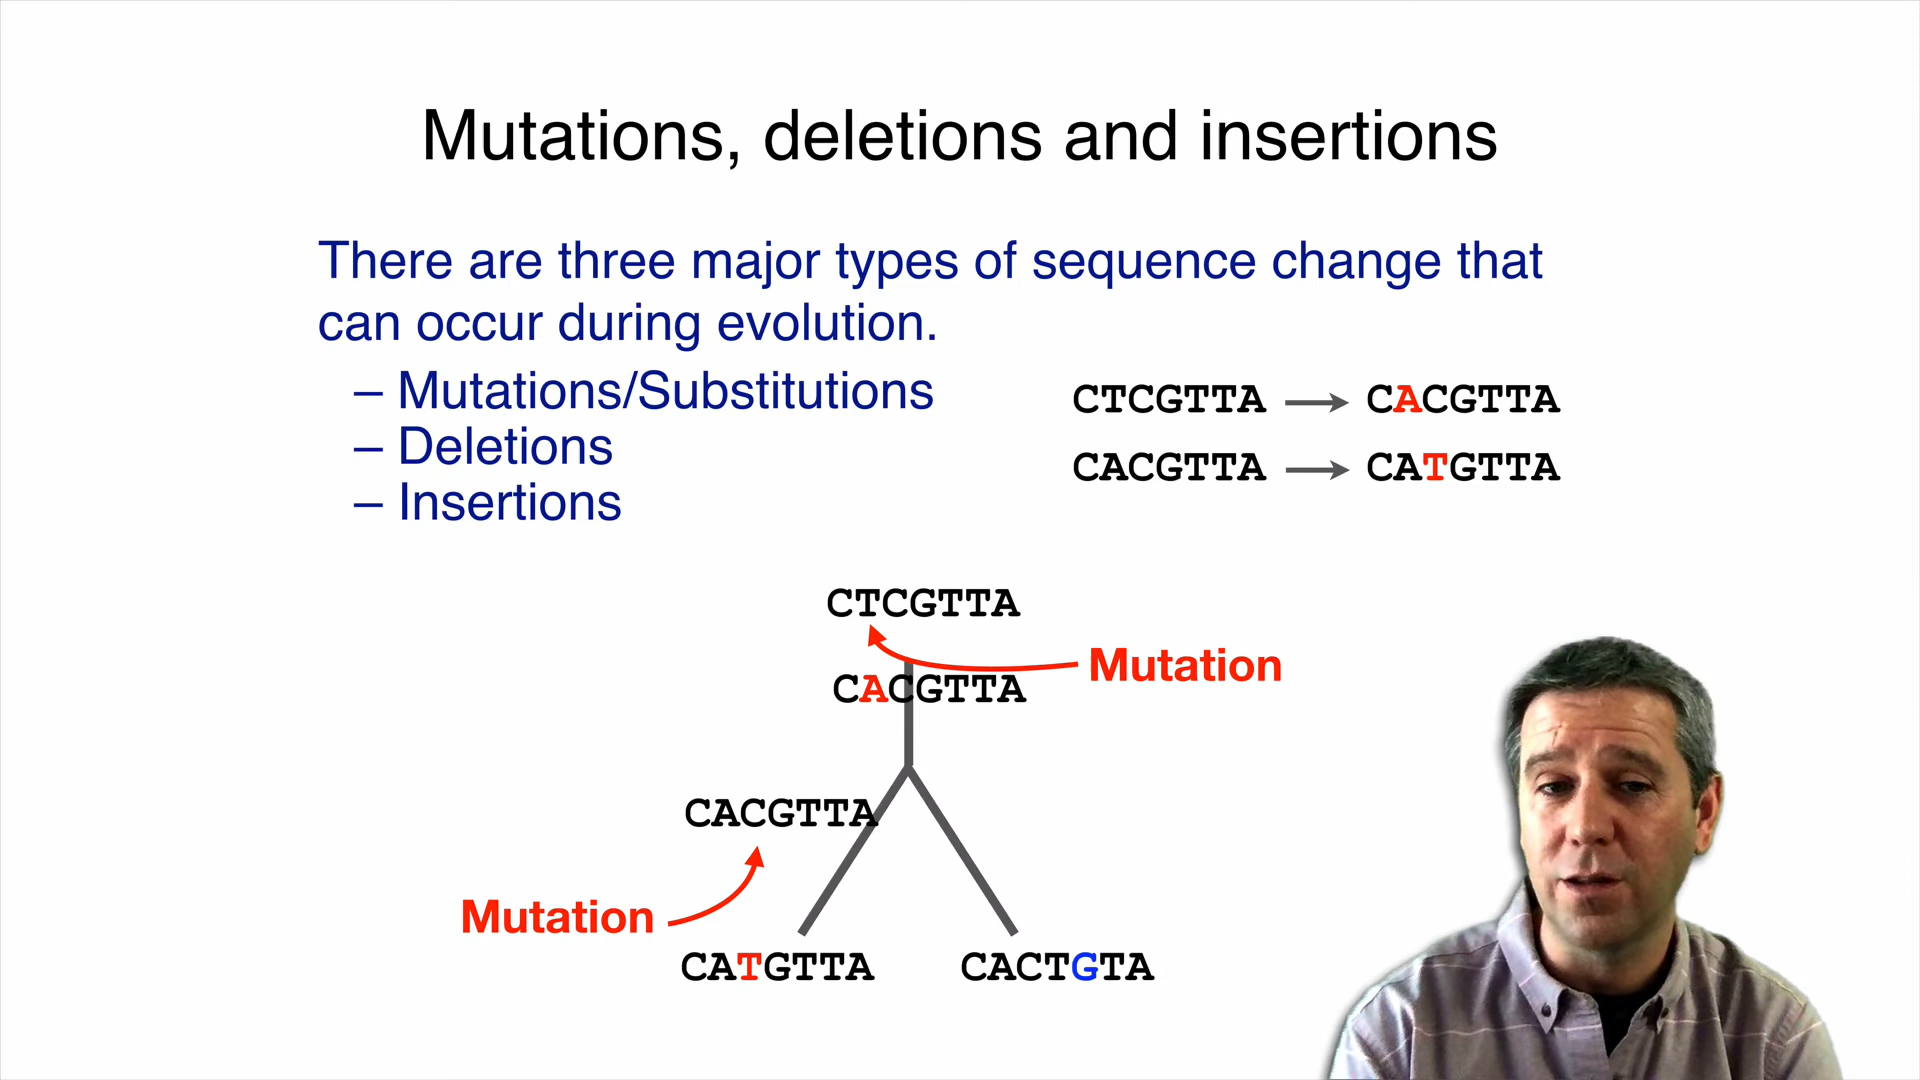 Mutations, deletions and insertions
There are three major types of sequence change that
can occur during evolution.
– Mutations/Substitutions
– Deletions
– Insertions
CTCGTTA → CACGTTA
CACGTTA → CATGTTA
CTCGTTA
Mutation
CACGTTA
CACGTTA
Mutation
CATGTTA CACTGTA